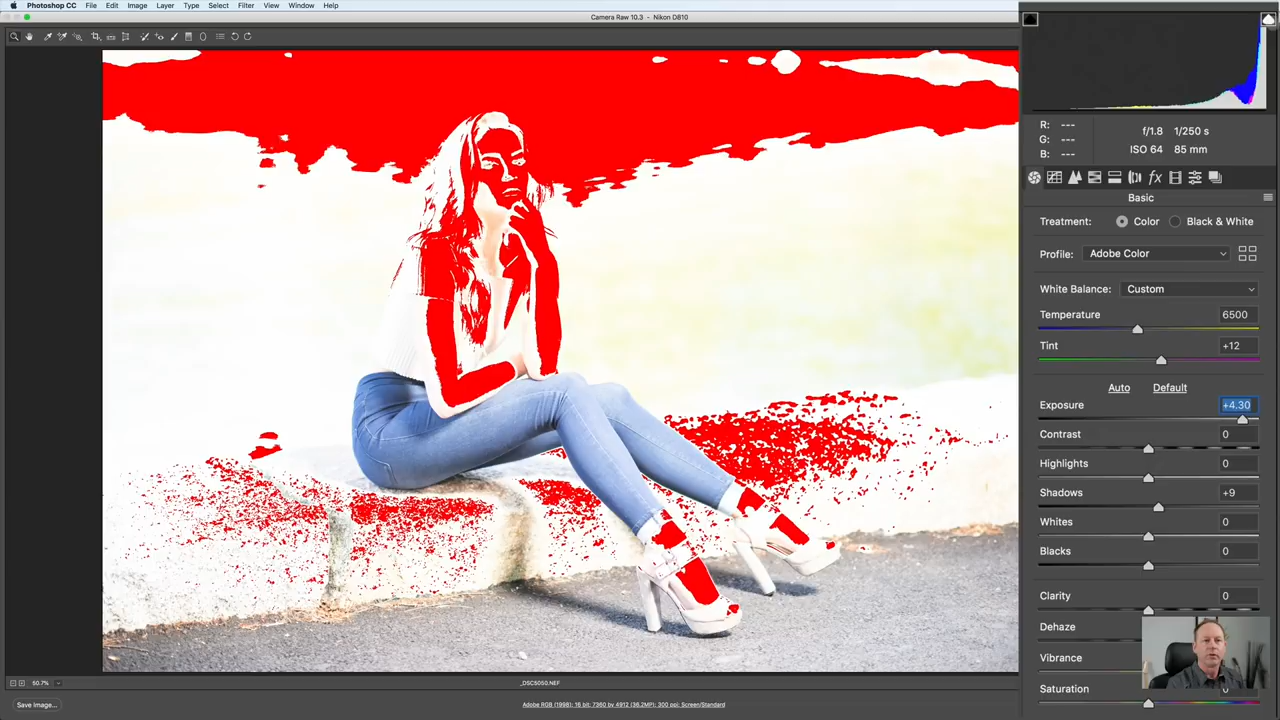 Photoshop CC File Edit Image Layer Type Select Filter View Window Help
Camera Raw 10.3 - Nikon D810
R: ---
G: ---
B: ---
f/1.8 1/250 s
ISO 64 85 mm
fx
Basic
Treatment: Color Black & White
Profile: Adobe Color
White Balance: Custom
Temperature 6500
Tint +12
Auto Default
Exposure +4.30
Contrast 0
Highlights 0
Shadows +9
Whites 0
Blacks 0
Clarity 0
Dehaze
Vibrance
Saturation 0
50.7% _DSC5050.NEF
Save Image...
Adobe RGB (1998); 16 bit; 7360 by 4912 (36.2MP); 300 ppi; Screen/Standard